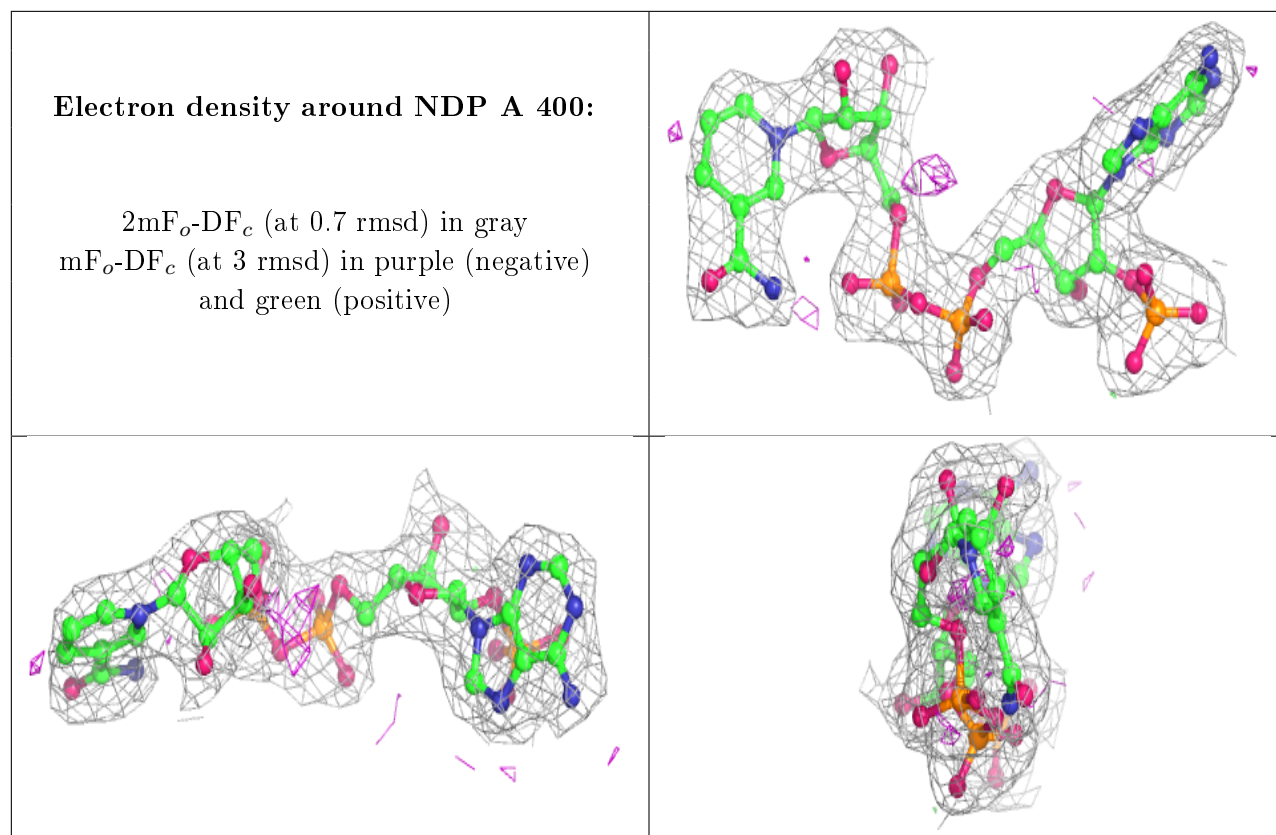 Electron density around NDP A 400:
2mFₒ-DF𝒸 (at 0.7 rmsd) in gray
mFₒ-DF𝒸 (at 3 rmsd) in purple (negative)
and green (positive)